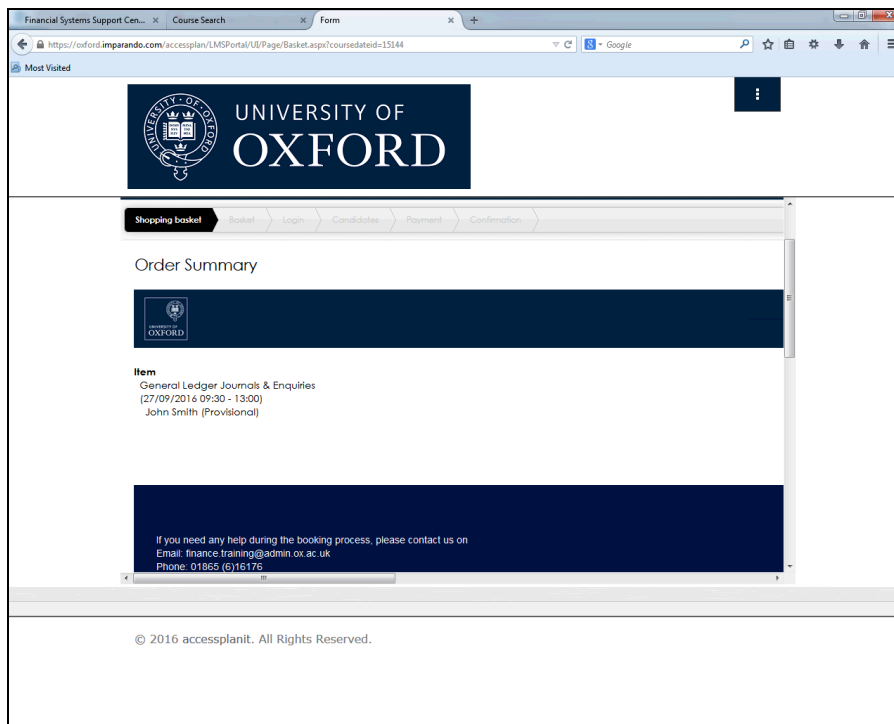 Financial Systems Support Cen... × Course Search × Form × +
https://oxford.imparando.com/accessplan/LMSPortal/UI/Page/Basket.aspx?coursedateid=15144 Google
Most Visited
UNIVERSITY OF
OXFORD
Shopping basket Basket Login Candidates Payment Confirmation
Order Summary
UNIVERSITY OF
OXFORD
Item
General Ledger Journals & Enquiries
(27/09/2016 09:30 - 13:00)
John Smith (Provisional)
If you need any help during the booking process, please contact us on
Email: finance.training@admin.ox.ac.uk
Phone: 01865 (6)16176
© 2016 accessplanit. All Rights Reserved.